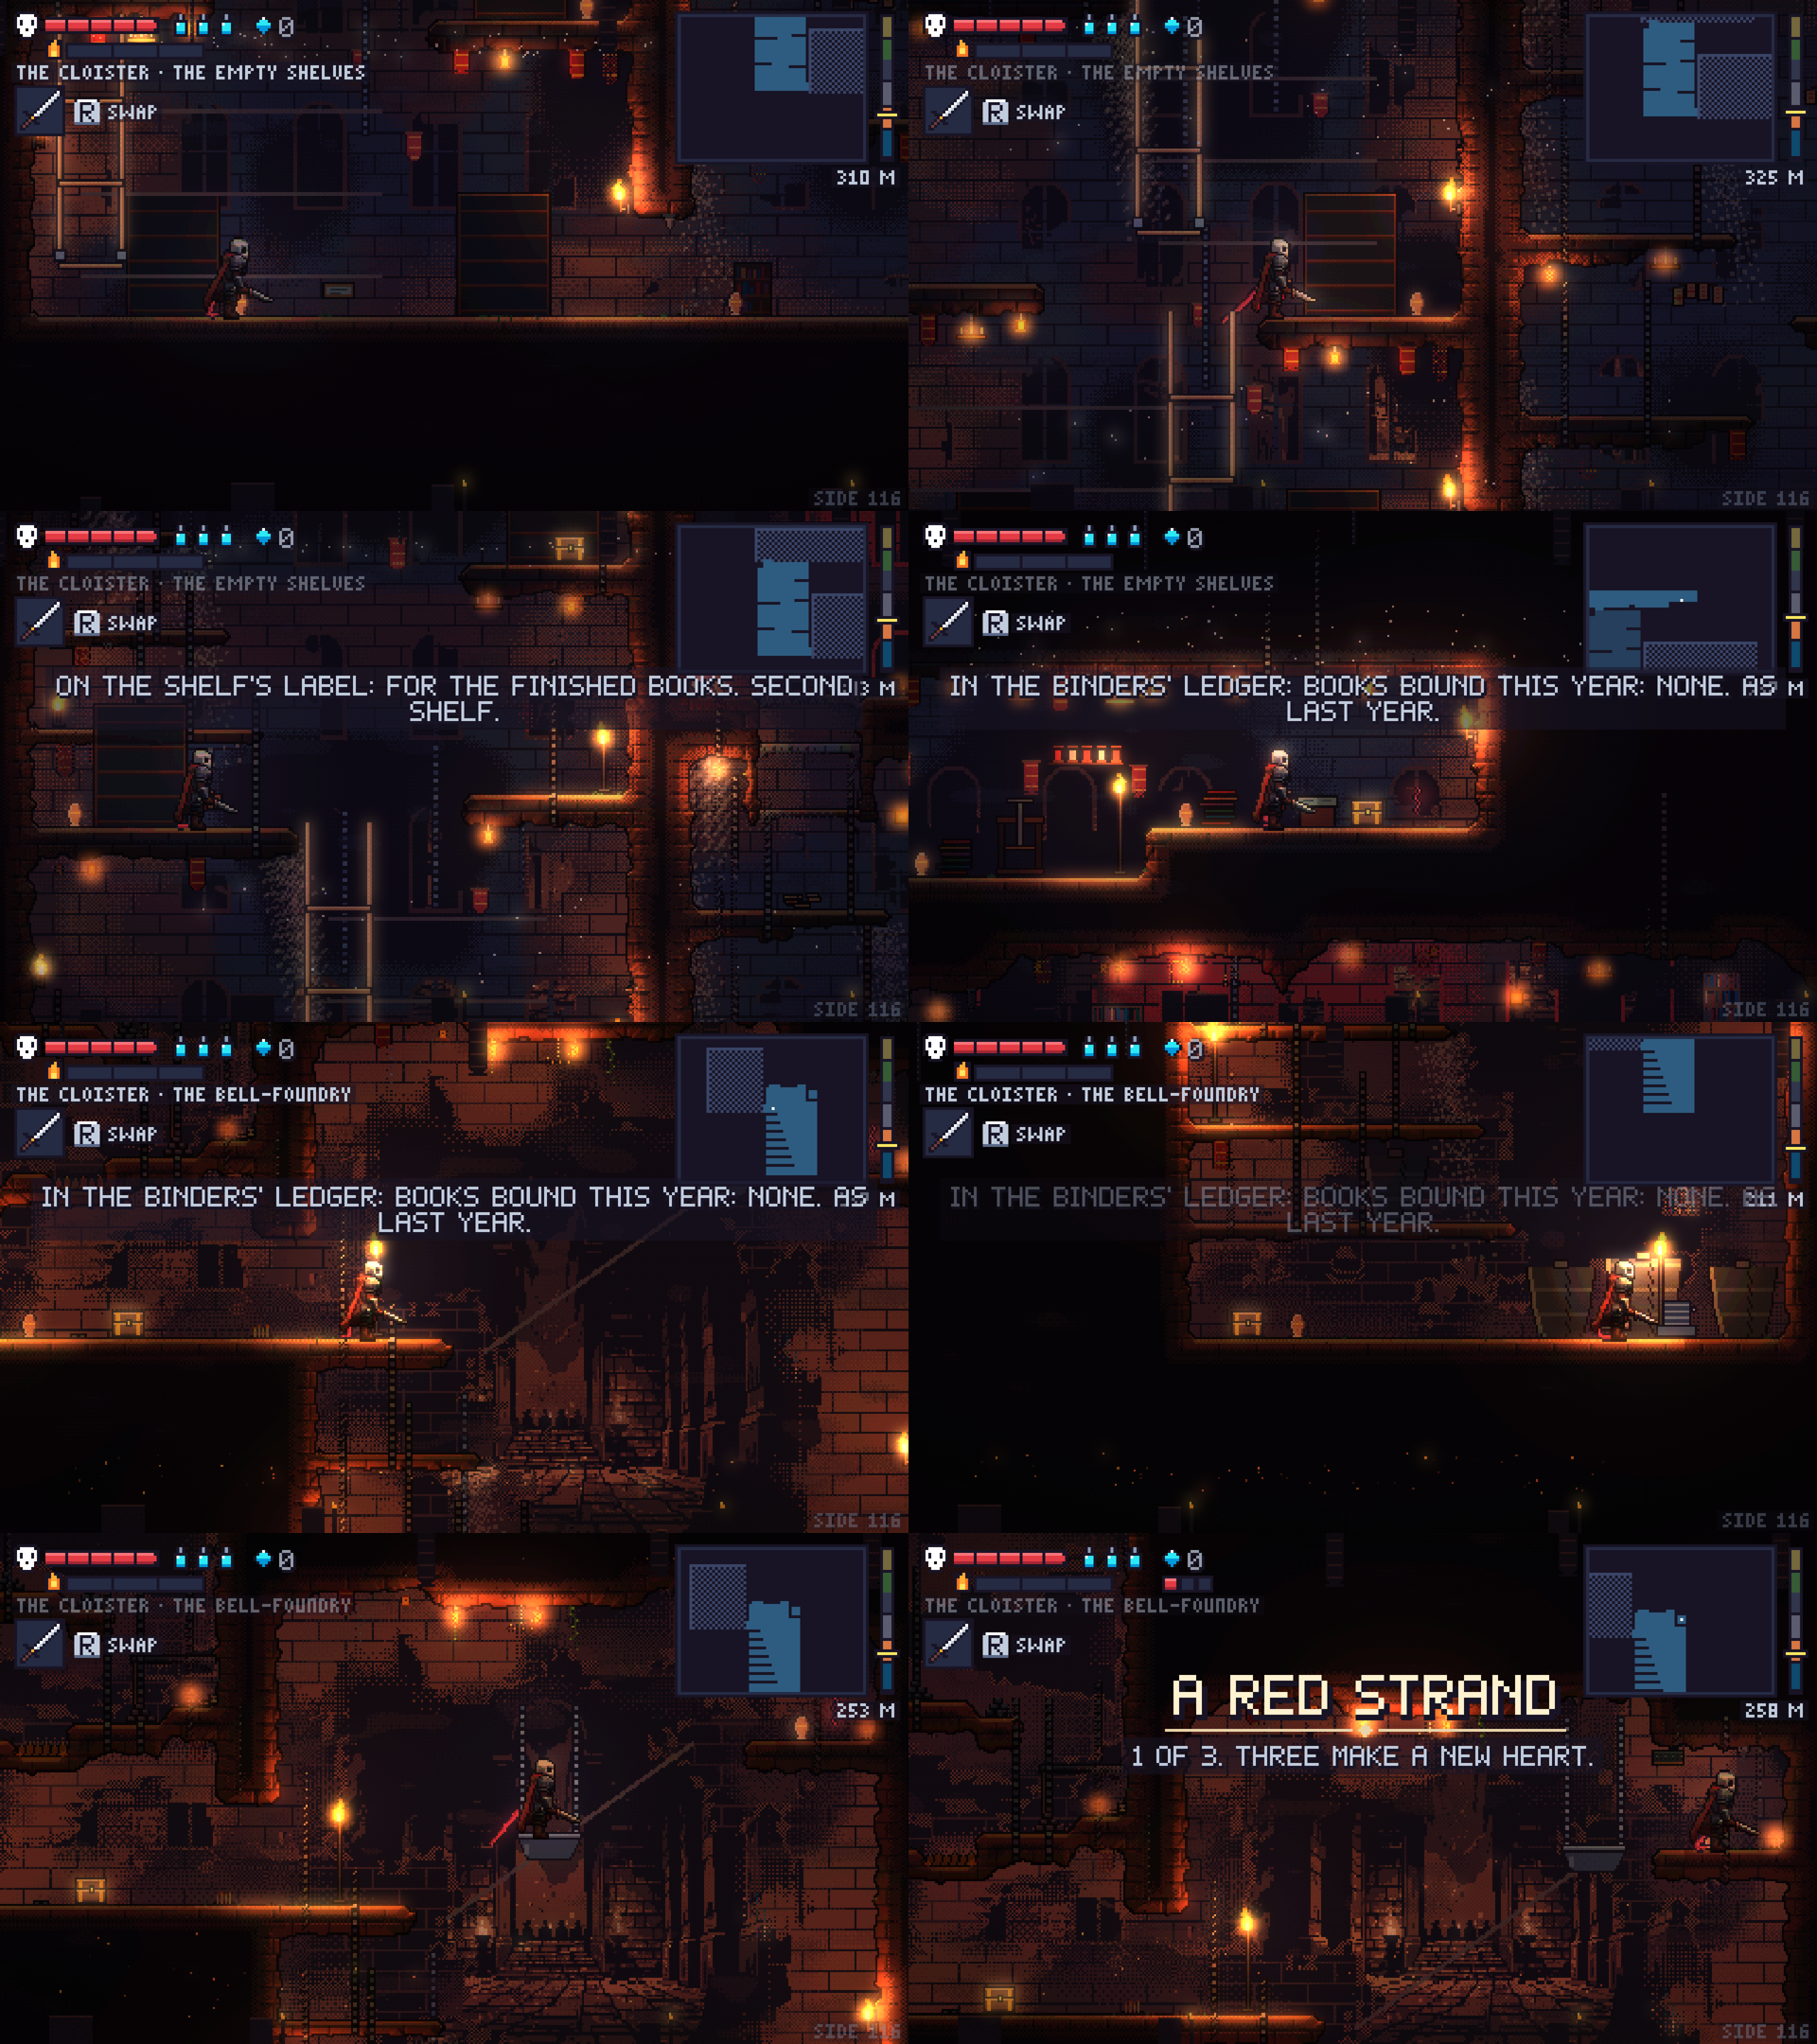 0
THE CLOISTER · THE EMPTY SHELVES
R SWAP
310 M
SIDE 116
0
THE CLOISTER · THE EMPTY SHELVES
R SWAP
325 M
SIDE 116
0
THE CLOISTER · THE EMPTY SHELVES
R SWAP
ON THE SHELF'S LABEL: FOR THE FINISHED BOOKS. SECOND
M
SHELF.
SIDE 116
0
THE CLOISTER · THE EMPTY SHELVES
R SWAP
IN THE BINDERS' LEDGER: BOOKS BOUND THIS YEAR: NONE. AS
M
LAST YEAR.
SIDE 116
0
THE CLOISTER · THE BELL-FOUNDRY
R SWAP
IN THE BINDERS' LEDGER: BOOKS BOUND THIS YEAR: NONE. AS
M
LAST YEAR.
SIDE 116
0
THE CLOISTER · THE BELL-FOUNDRY
R SWAP
IN THE BINDERS' LEDGER: BOOKS BOUND THIS YEAR: NONE. AS
M
LAST YEAR.
SIDE 116
0
THE CLOISTER · THE BELL-FOUNDRY
R SWAP
253 M
SIDE 116
0
THE CLOISTER · THE BELL-FOUNDRY
R SWAP
A RED STRAND
258 M
1 OF 3. THREE MAKE A NEW HEART.
SIDE 116